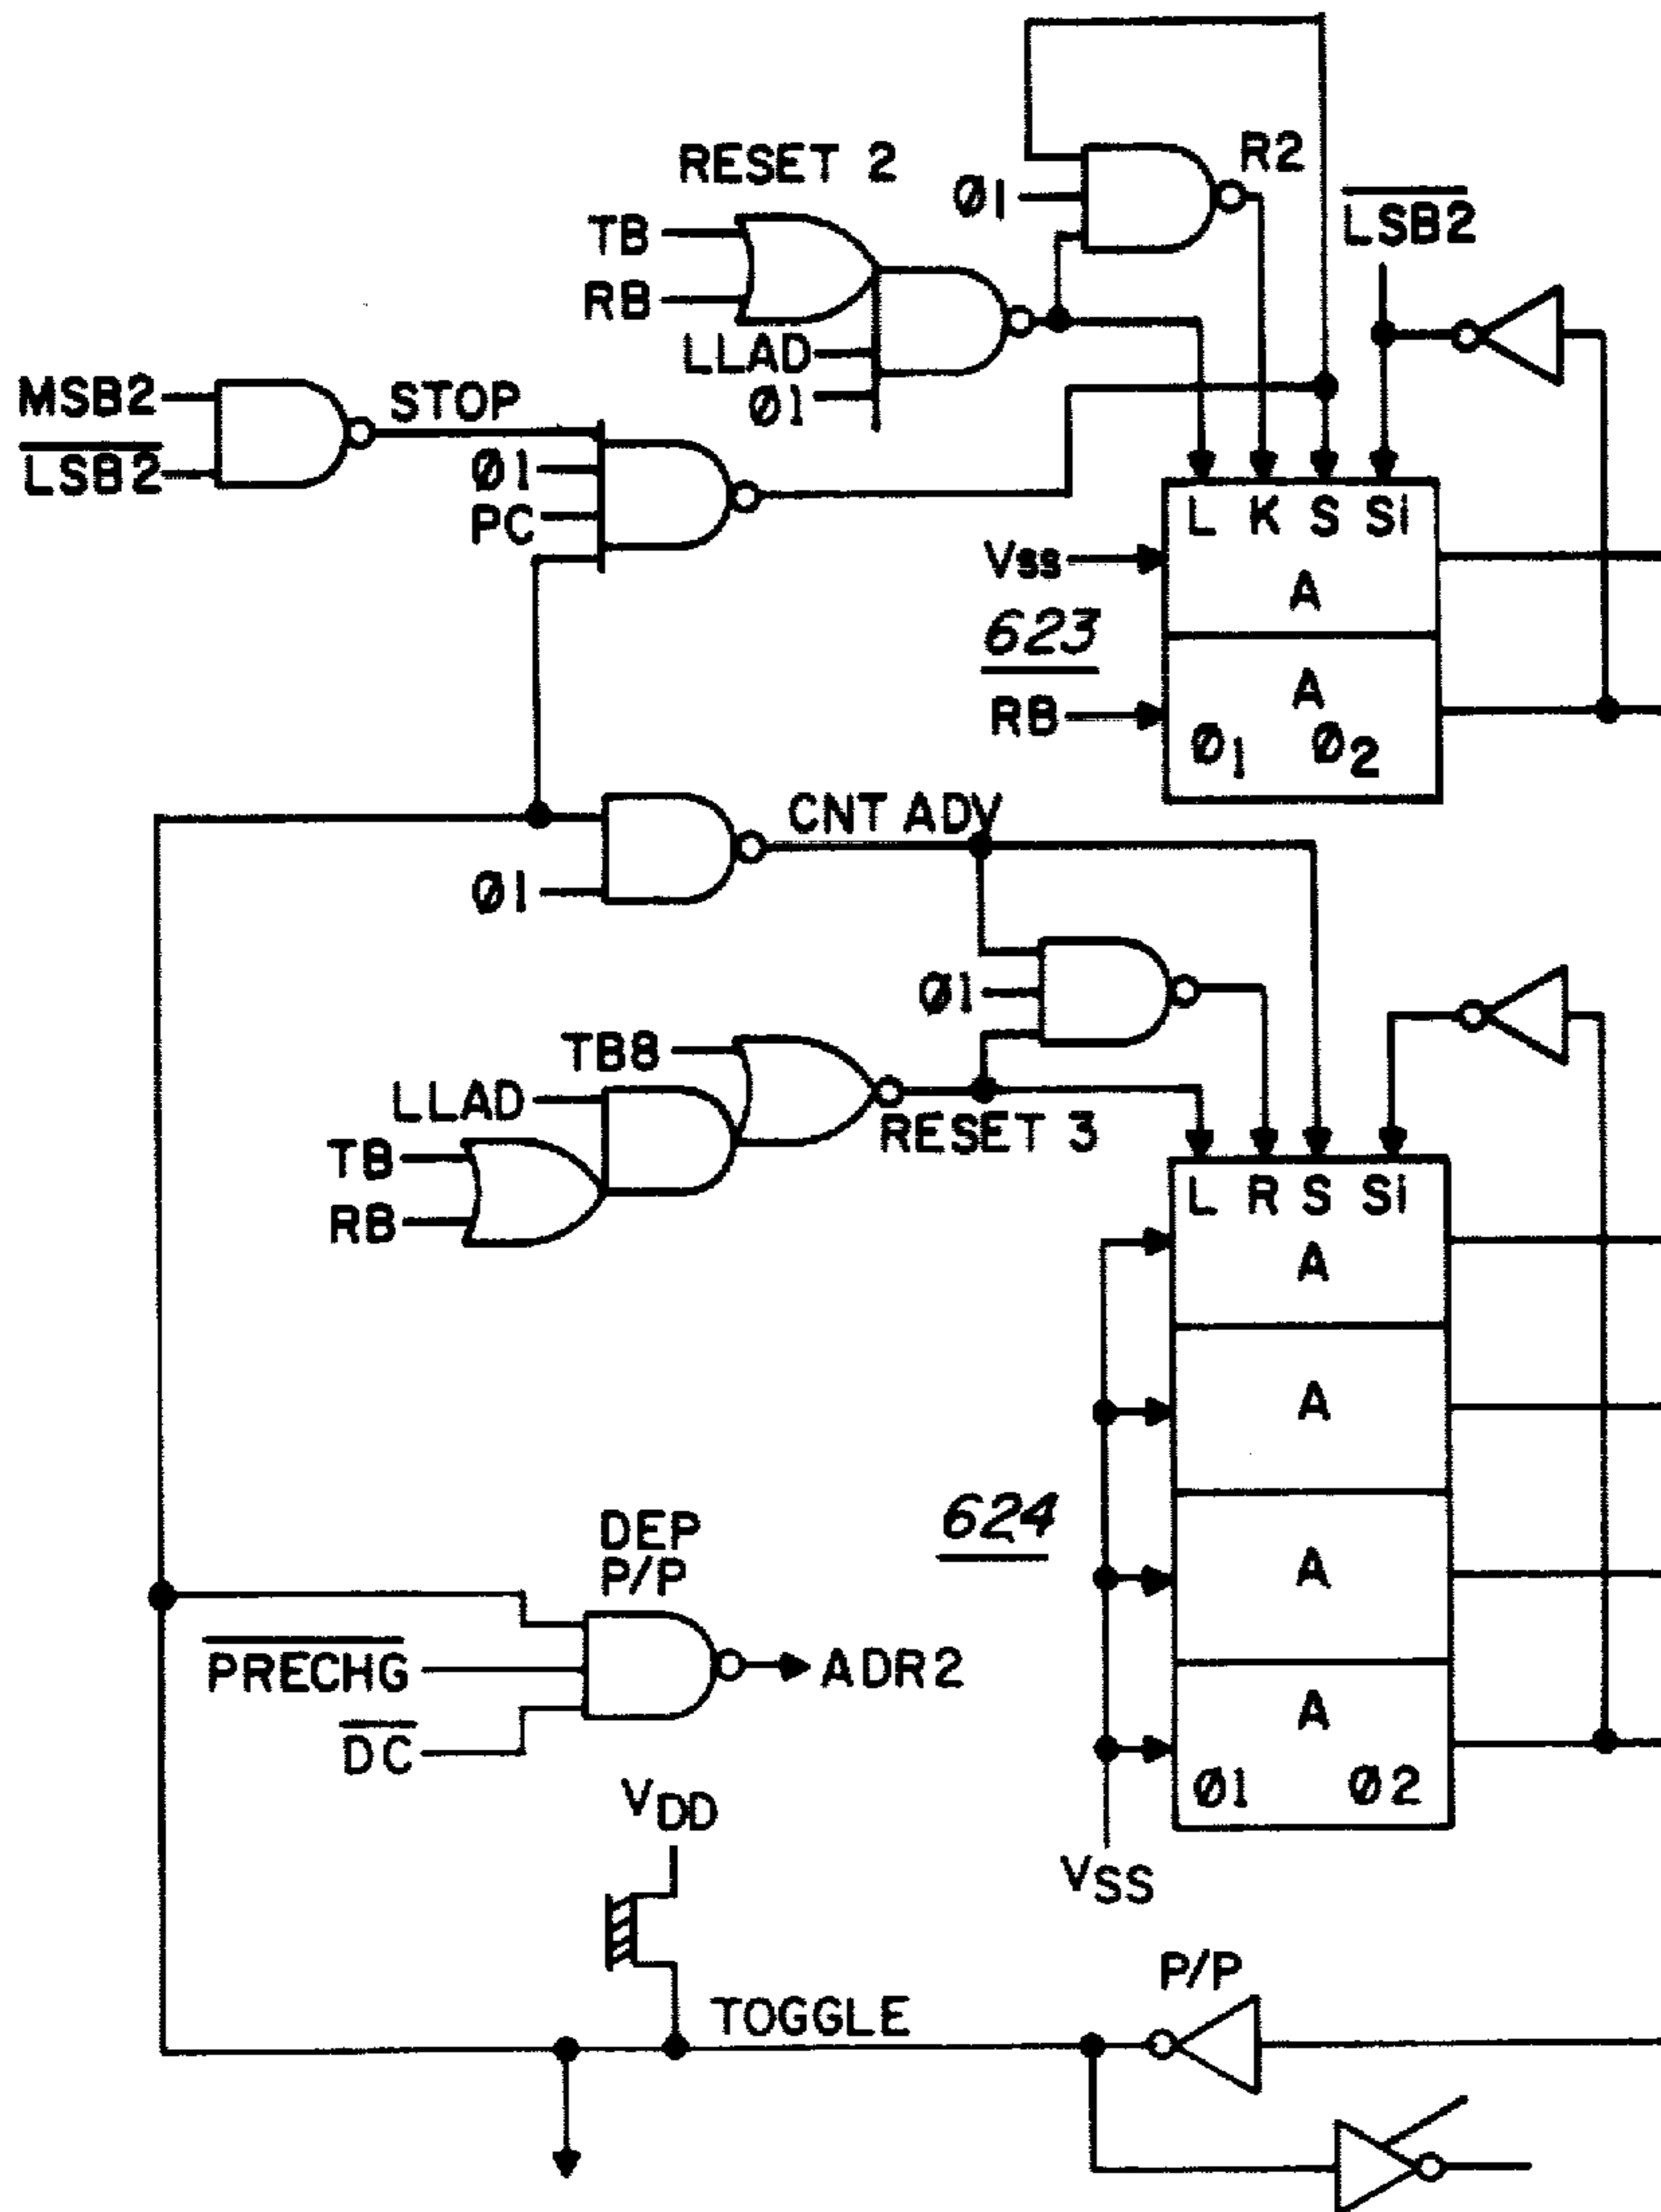 RESET 2
R2
Ø1
LSB2
TB
RB
LLAD
Ø1
MSB2
STOP
LSB2
Ø1
PC
L K S Si
Vss
A
623
A
RB
Ø1 Ø2
CNT ADV
Ø1
Ø1
TB8
LLAD
RESET 3
TB
RB
L R S Si
A
A
624
DEP
P/P
A
PRECHG
ADR2
A
DC
Ø1 Ø2
VDD
VSS
P/P
TOGGLE